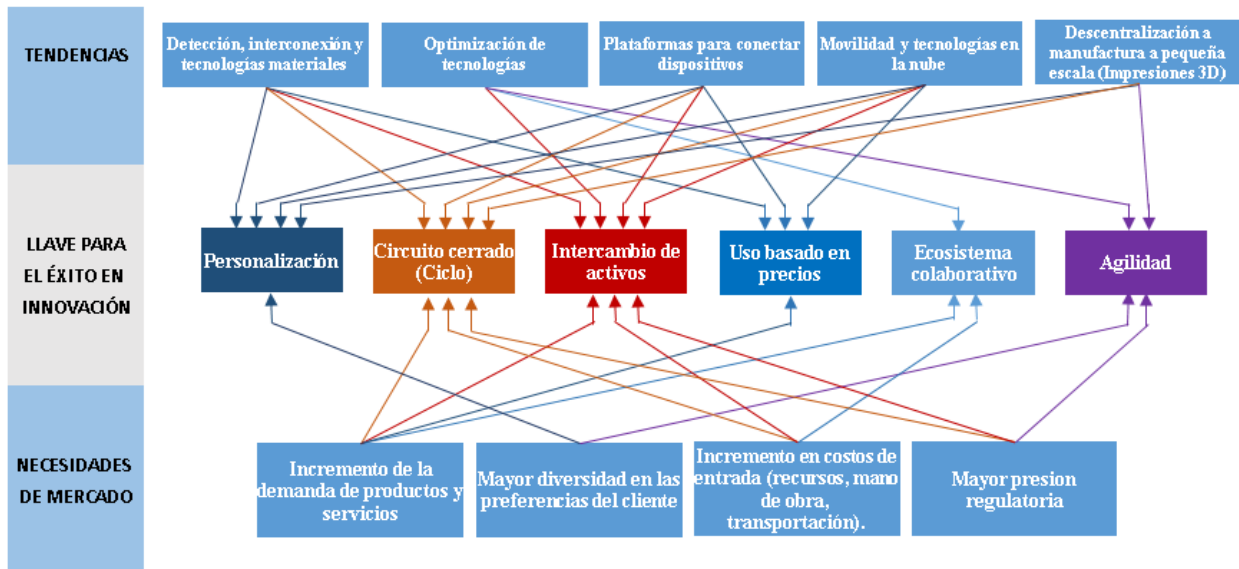 TENDENCIAS
Detección, interconexión y
tecnologías materiales
Optimización de
tecnologías
Plataformas para conectar
dispositivos
Movilidad y tecnologías en
la nube
Descentralización a
manufactura a pequeña
escala (Impresiones 3D)
LLAVE PARA
EL ÉXITO EN
INNOVACIÓN
Personalización
Circuito cerrado
(Ciclo)
Intercambio de
activos
Uso basado en
precios
Ecosistema
colaborativo
Agilidad
NECESIDADES
DE MERCADO
Incremento de la
demanda de productos y
servicios
Mayor diversidad en las
preferencias del cliente
Incremento en costos de
entrada (recursos, mano
de obra,
transportación).
Mayor presion
regulatoria